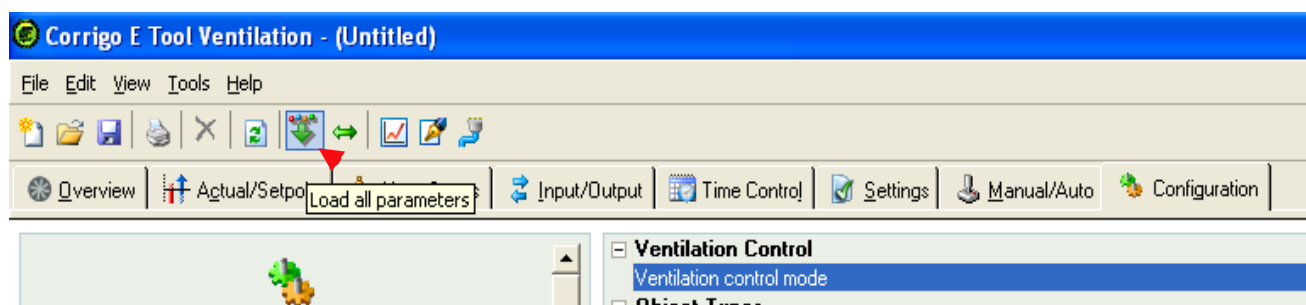 Corrigo E Tool Ventilation - (Untitled)
File Edit View Tools Help
Overview Actual/Setpo Input/Output Time Control Settings Manual/Auto Configuration
Load all parameters
Ventilation Control
Ventilation control mode